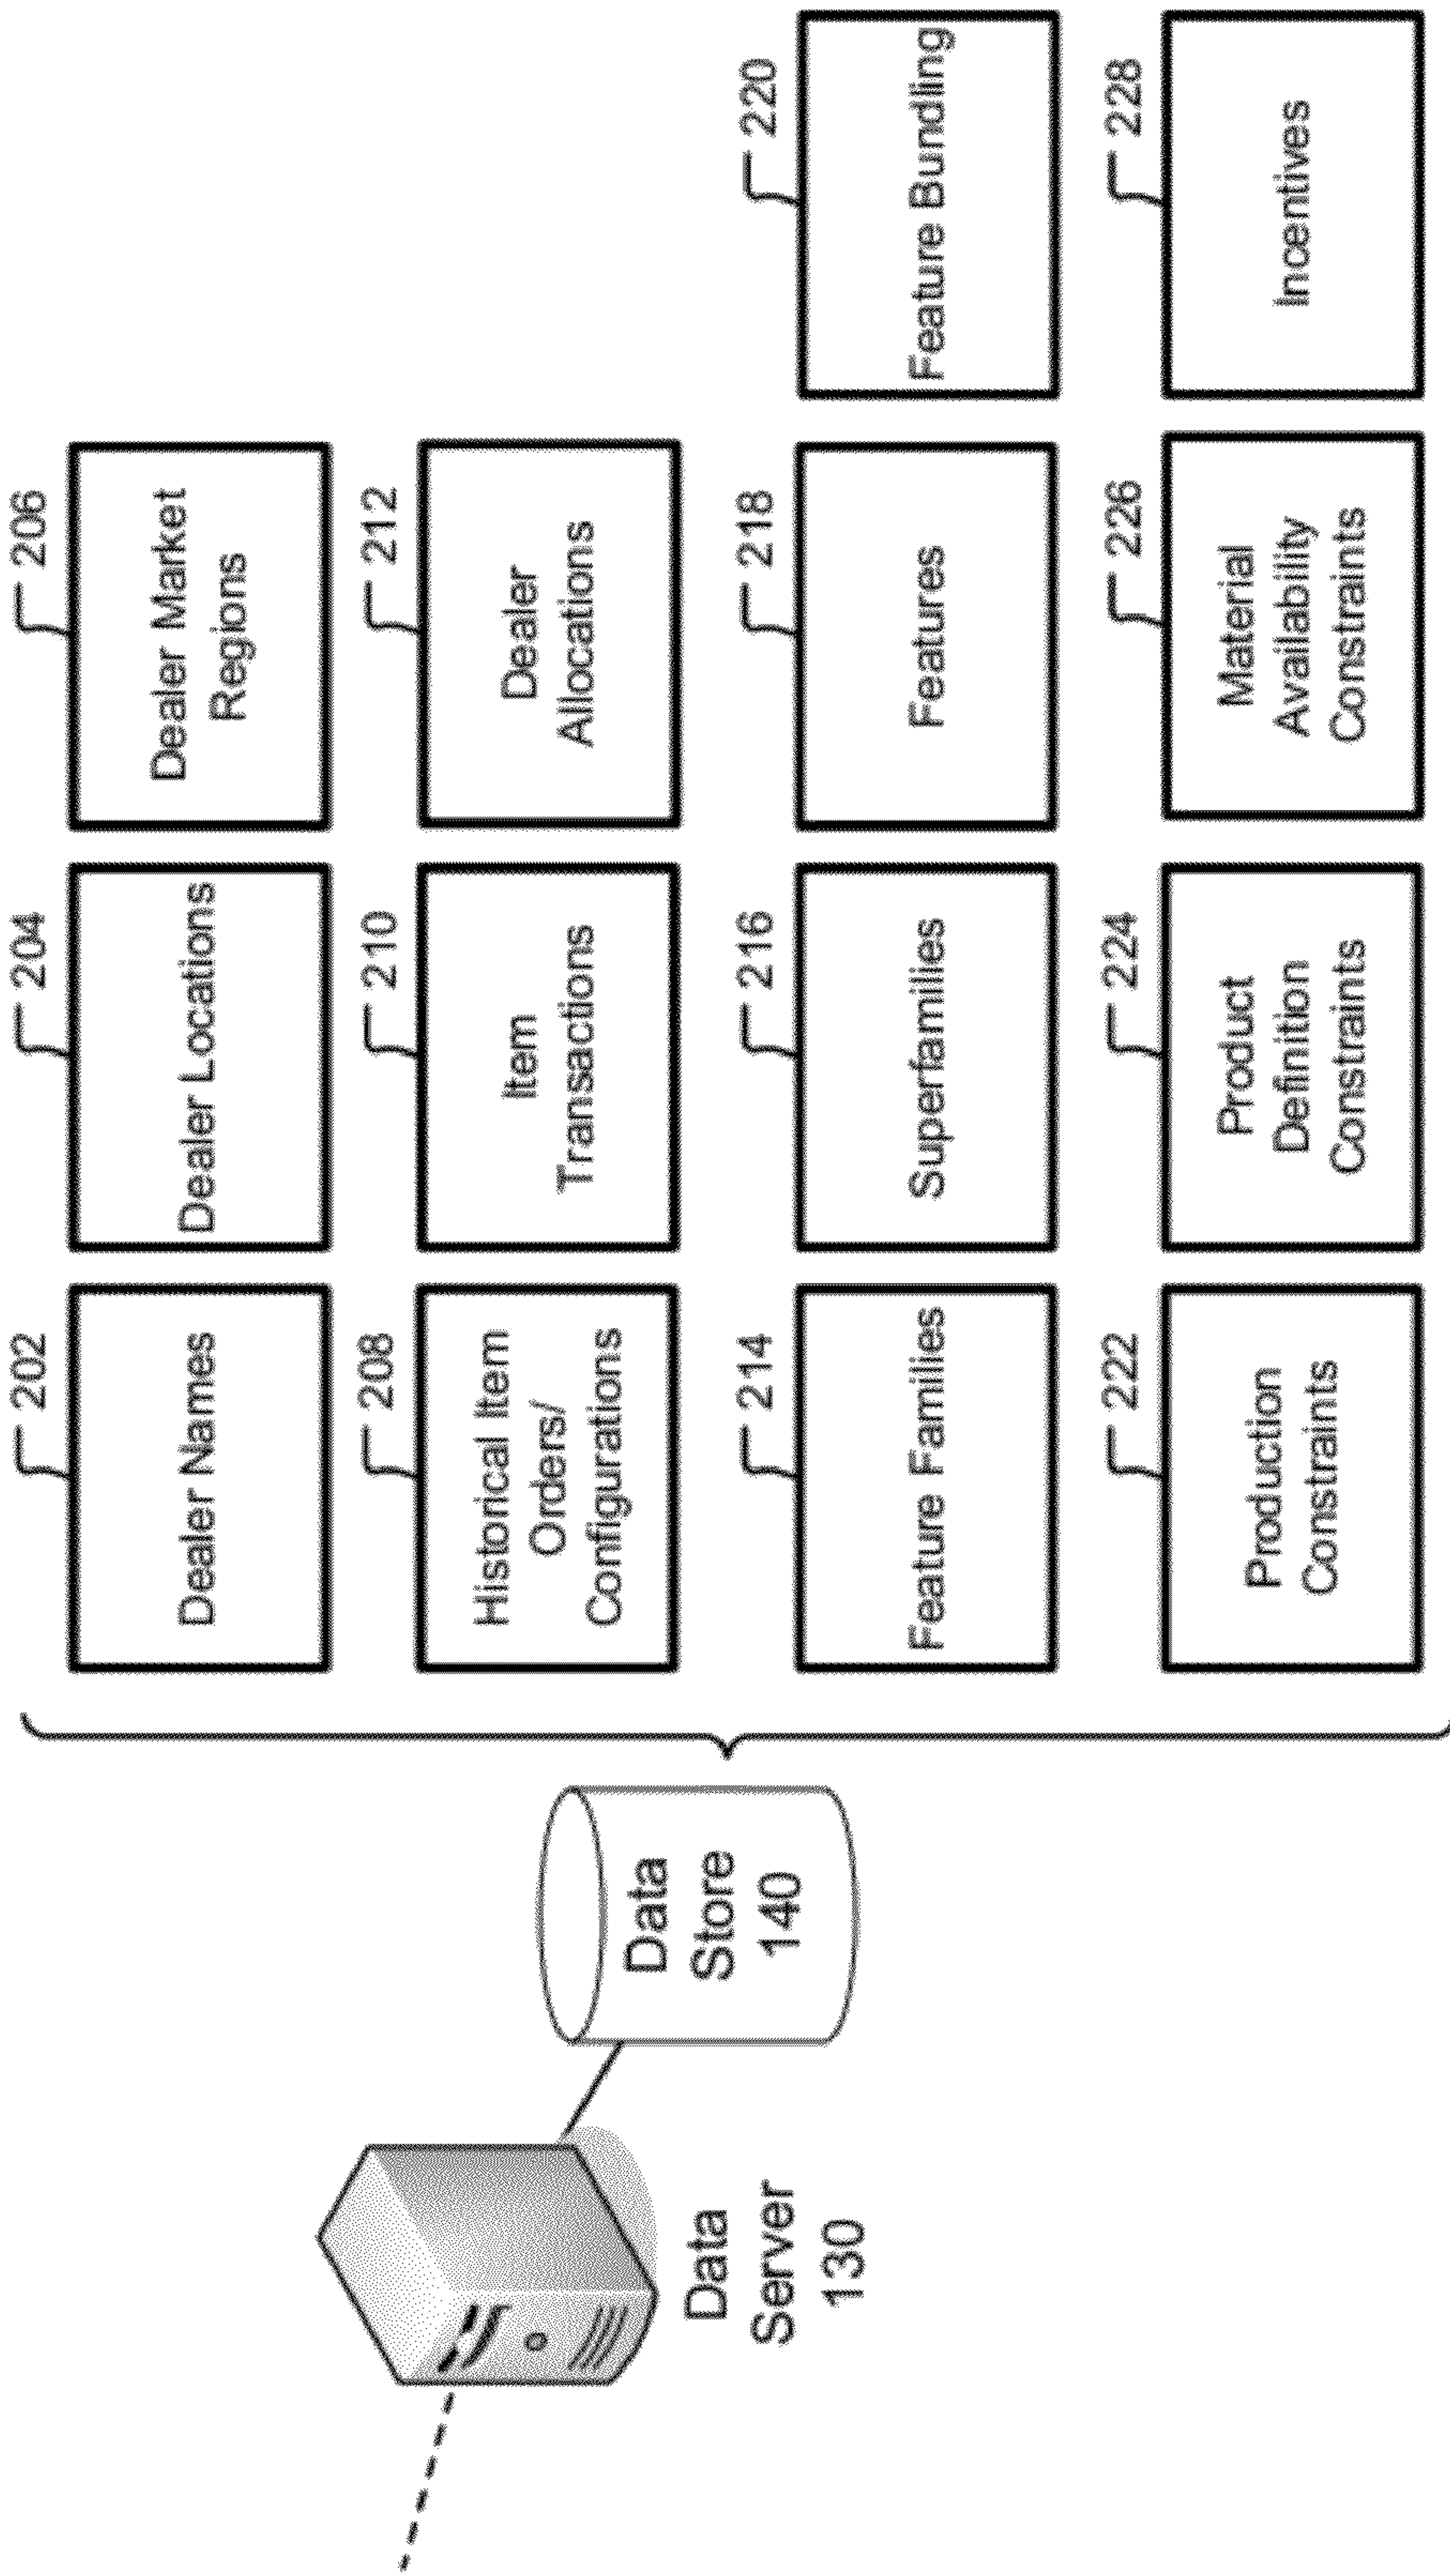 Data
Server
130
Data
Store
140
202
Dealer Names
204
Dealer Locations
206
Dealer Market
Regions
208
Historical Item
Orders/
Configurations
210
Item
Transactions
212
Dealer
Allocations
214
Feature Families
216
Superfamilies
218
Features
220
Feature Bundling
222
Production
Constraints
224
Product
Definition
Constraints
226
Material
Availability
Constraints
228
Incentives